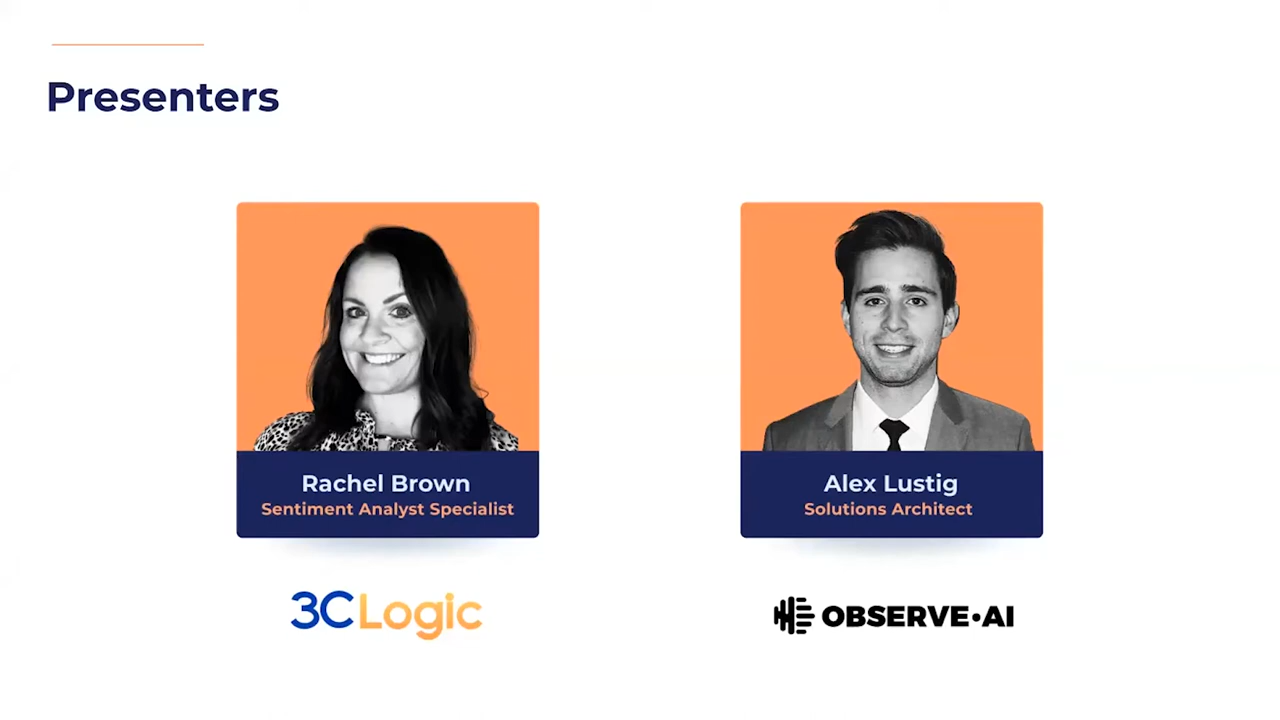 Presenters
Rachel Brown
Sentiment Analyst Specialist
3CLogic
Alex Lustig
Solutions Architect
OBSERVE•AI